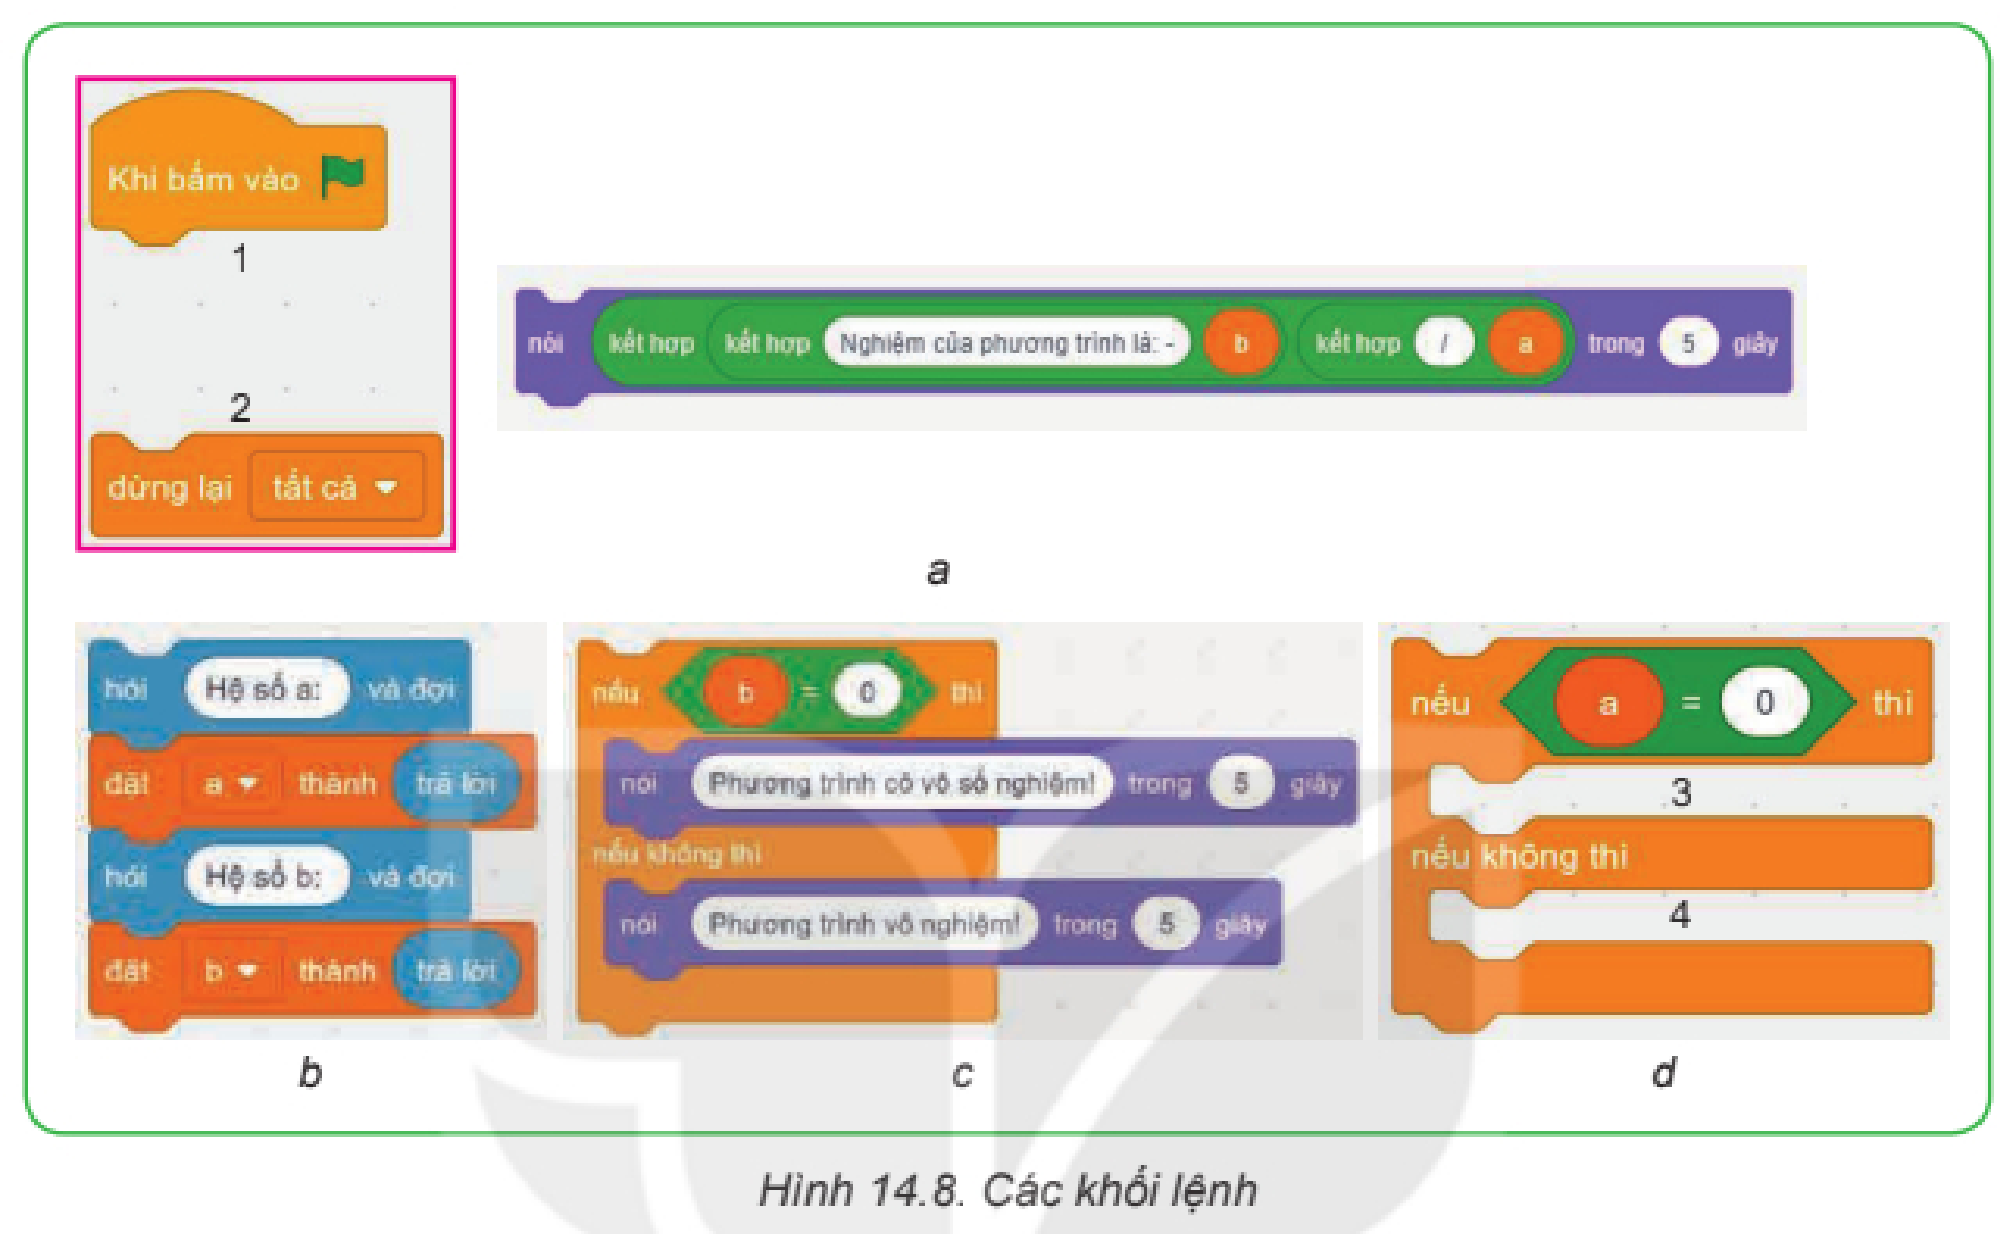 Khi bấm vào
1
2
dừng lại tất cả
nói kết hợp kết hợp Nghiệm của phương trình là: - b kết hợp / a trong 5 giây
a
hỏi Hệ số a: và đợi
đặt a thành trả lời
hỏi Hệ số b: và đợi
đặt b thành trả lời
b
nếu b = 0 thì
nói Phương trình có vô số nghiệm! trong 5 giây
nếu không thì
nói Phương trình vô nghiệm! trong 5 giây
c
nếu a = 0 thì
3
nếu không thì
4
d
Hình 14.8. Các khối lệnh